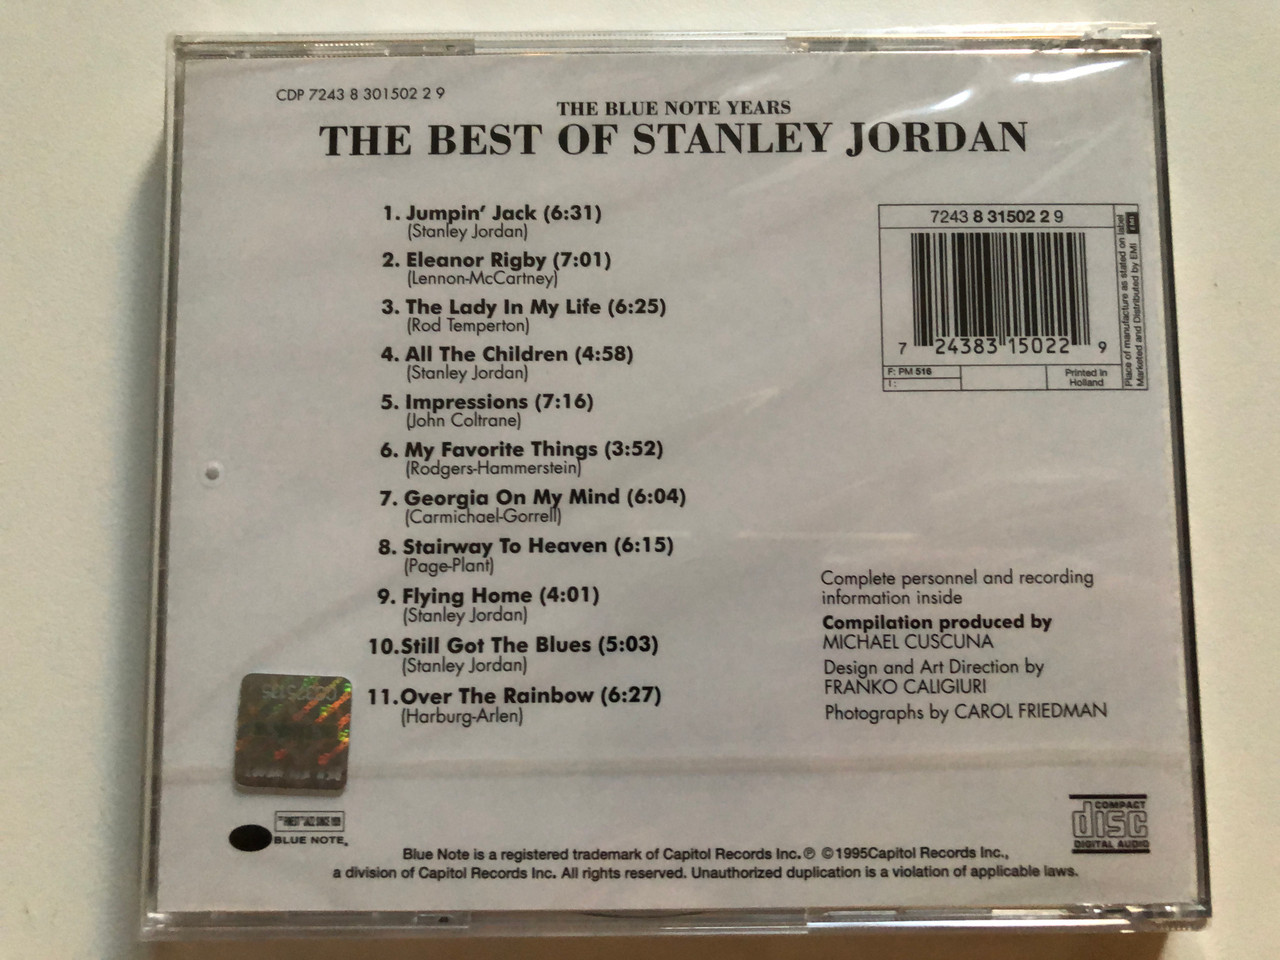 CDP 7243 8 301502 2 9
THE BLUE NOTE YEARS
THE BEST OF STANLEY JORDAN
1. Jumpin' Jack (6:31)
(Stanley Jordan)
2. Eleanor Rigby (7:01)
(Lennon-McCartney)
3. The Lady In My Life (6:25)
(Rod Temperton)
4. All The Children (4:58)
(Stanley Jordan)
5. Impressions (7:16)
(John Coltrane)
6. My Favorite Things (3:52)
(Rodgers-Hammerstein)
7. Georgia On My Mind (6:04)
(Carmichael-Gorrell)
8. Stairway To Heaven (6:15)
(Page-Plant)
9. Flying Home (4:01)
(Stanley Jordan)
10. Still Got The Blues (5:03)
(Stanley Jordan)
11. Over The Rainbow (6:27)
(Harburg-Arlen)
7243 8 31502 2 9
7 24383 15022 9
F: PM 516
I :
Printed in
Holland
Place of manufacture as stated on label
Marketed and Distributed by EMI
EMI
Complete personnel and recording
information inside
Compilation produced by
MICHAEL CUSCUNA
Design and Art Direction by
FRANKO CALIGIURI
Photographs by CAROL FRIEDMAN
THE FINEST IN JAZZ SINCE 1939
BLUE NOTE
COMPACT
disc
DIGITAL AUDIO
Blue Note is a registered trademark of Capitol Records Inc. ℗ © 1995 Capitol Records Inc.,
a division of Capitol Records Inc. All rights reserved. Unauthorized duplication is a violation of applicable laws.